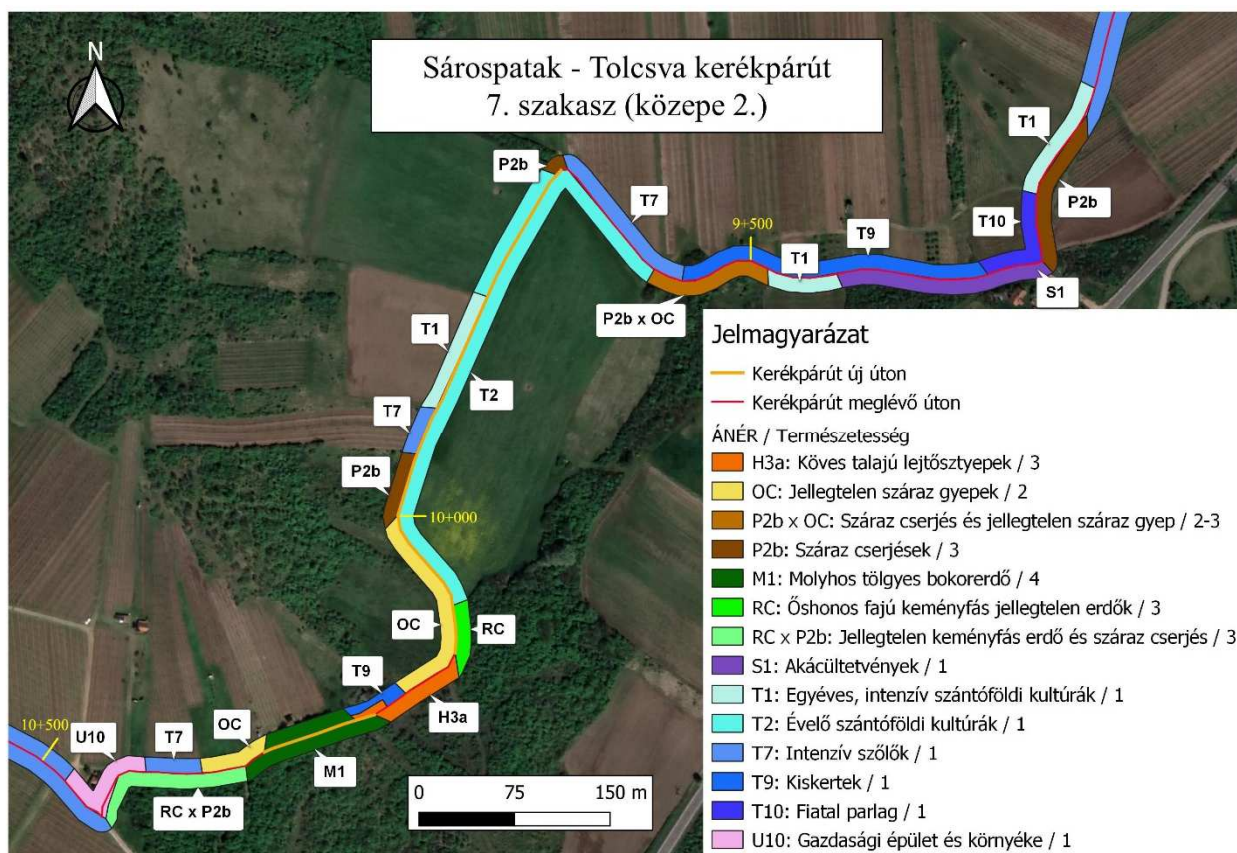 N
Sárospatak - Tolcsva kerékpárút
7. szakasz (közepe 2.)
P2b
T7
9+500
T9
T1
P2b x OC
T1
P2b
T10
S1
T1
T2
T7
P2b
10+000
OC
RC
T9
H3a
OC
M1
10+500
U10
T7
RC x P2b
0 75 150 m
Jelmagyarázat
Kerékpárút új úton
Kerékpárút meglévő úton
ÁNÉR / Természetesség
H3a: Köves talajú lejtősztyepek / 3
OC: Jellegtelen száraz gyepek / 2
P2b x OC: Száraz cserjés és jellegtelen száraz gyep / 2-3
P2b: Száraz cserjések / 3
M1: Molyhos tölgyes bokorerdő / 4
RC: Őshonos fajú keményfás jellegtelen erdők / 3
RC x P2b: Jellegtelen keményfás erdő és száraz cserjés / 3
S1: Akácültetvények / 1
T1: Egyéves, intenzív szántóföldi kultúrák / 1
T2: Évelő szántóföldi kultúrák / 1
T7: Intenzív szőlők / 1
T9: Kiskertek / 1
T10: Fiatal parlag / 1
U10: Gazdasági épület és környéke / 1